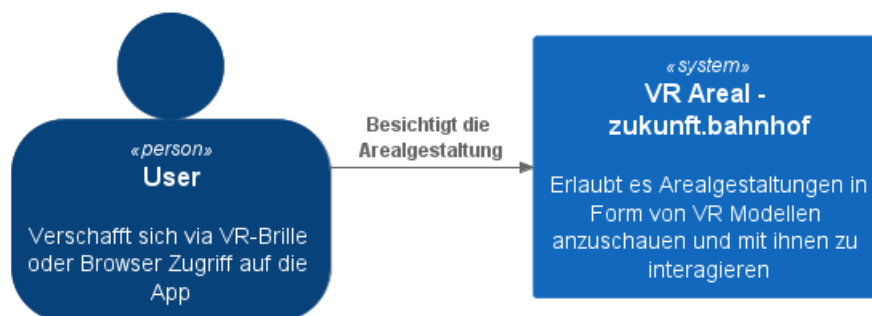 «person»
User
Verschafft sich via VR-Brille
oder Browser Zugriff auf die
App
Besichtigt die
Arealgestaltung
«system»
VR Areal -
zukunft.bahnhof
Erlaubt es Arealgestaltungen in
Form von VR Modellen
anzuschauen und mit ihnen zu
interagieren